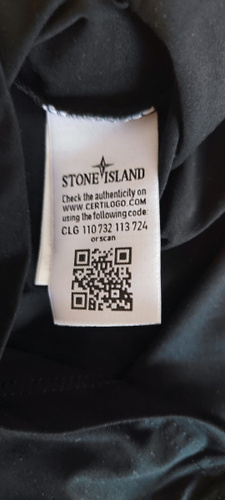 STONE ISLAND
Check the authenticity on
WWW.CERTILOGO.COM
using the following code:
CLG 110 732 113 724
or scan